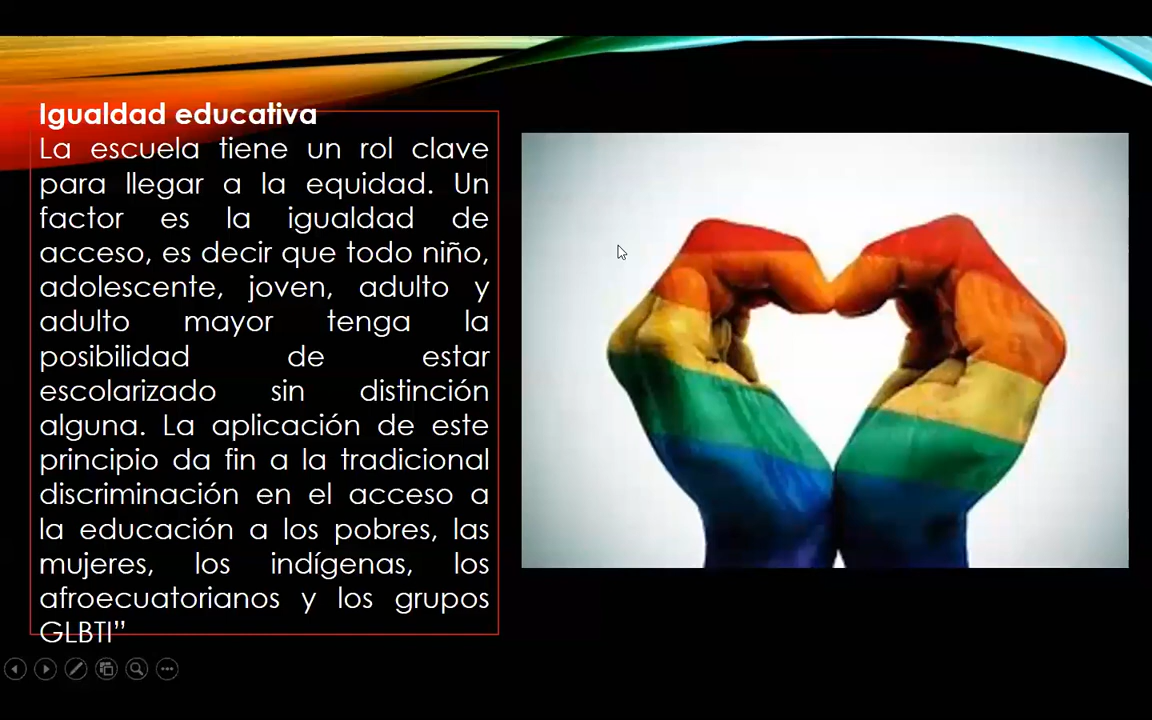 Igualdad educativa
La escuela tiene un rol clave
para llegar a la equidad. Un
factor es la igualdad de
acceso, es decir que todo niño,
adolescente, joven, adulto y
adulto mayor tenga la
posibilidad de estar
escolarizado sin distinción
alguna. La aplicación de este
principio da fin a la tradicional
discriminación en el acceso a
la educación a los pobres, las
mujeres, los indígenas, los
afroecuatorianos y los grupos
GLBTI”